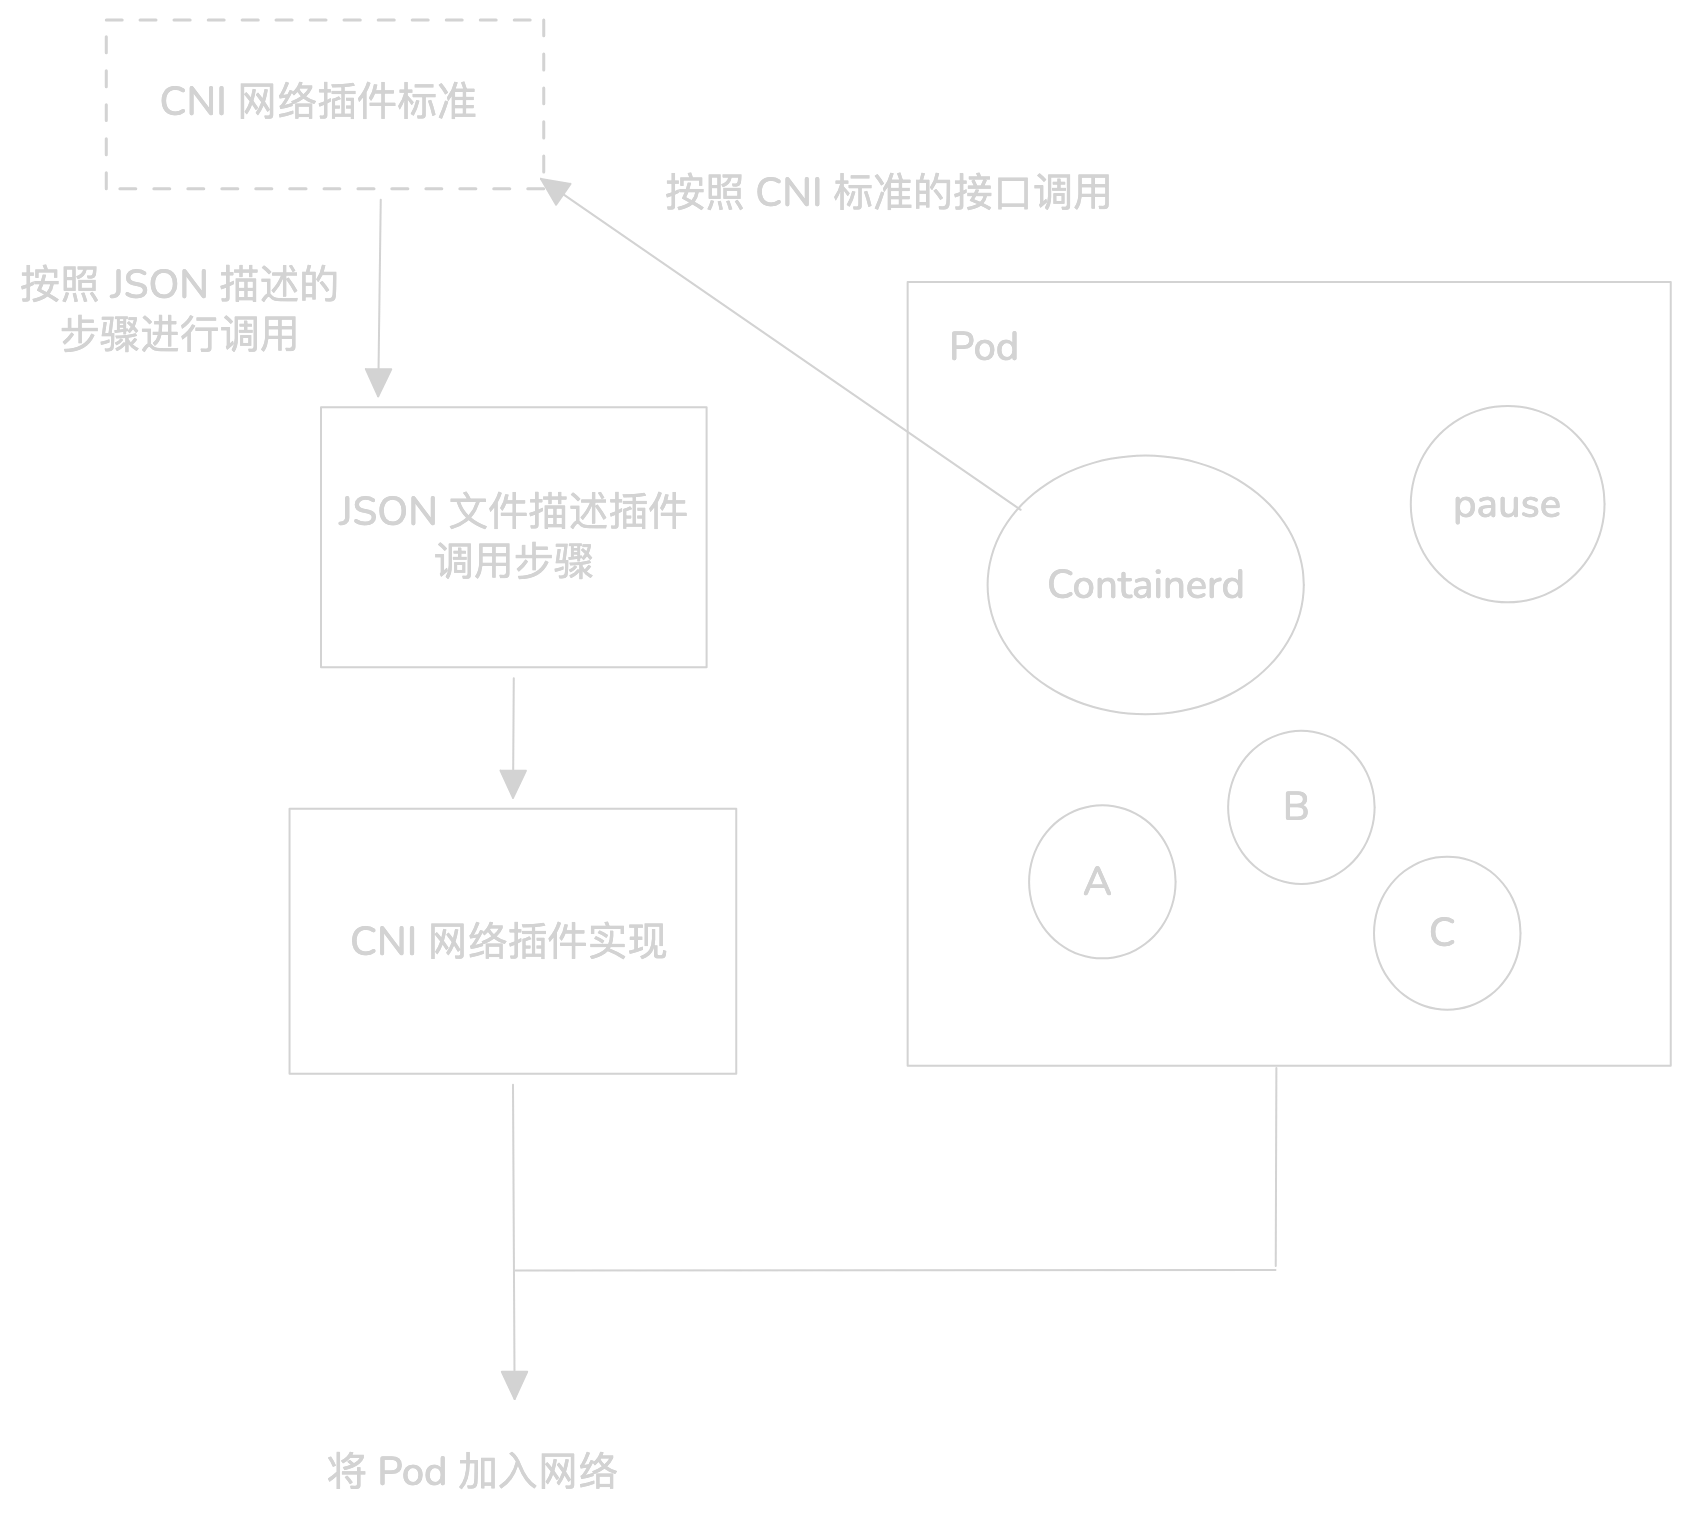 CNI 网络插件标准
按照 CNI 标准的接口调用
按照 JSON 描述的
步骤进行调用
Pod
JSON 文件描述插件
调用步骤
pause
Containerd
B
A
C
CNI 网络插件实现
将 Pod 加入网络